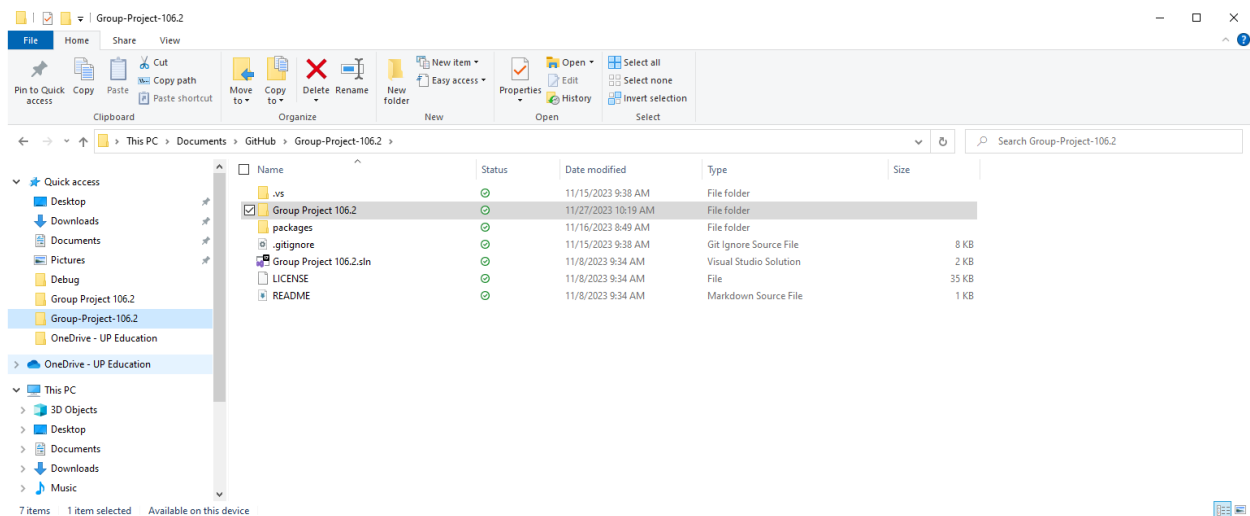 Group-Project-106.2
File Home Share View
Pin to Quick access
Copy
Paste
Cut
Copy path
Paste shortcut
Clipboard
Move to
Copy to
Delete
Rename
Organize
New folder
New item
Easy access
New
Properties
Open
Edit
History
Open
Select all
Select none
Invert selection
Select
This PC > Documents > GitHub > Group-Project-106.2 >
Search Group-Project-106.2
Quick access
Desktop
Downloads
Documents
Pictures
Debug
Group Project 106.2
Group-Project-106.2
OneDrive - UP Education
OneDrive - UP Education
This PC
3D Objects
Desktop
Documents
Downloads
Music
Name Status Date modified Type Size
.vs 11/15/2023 9:38 AM File folder
Group Project 106.2 11/27/2023 10:19 AM File folder
packages 11/16/2023 8:49 AM File folder
.gitignore 11/15/2023 9:38 AM Git Ignore Source File 8 KB
Group Project 106.2.sln 11/8/2023 9:34 AM Visual Studio Solution 2 KB
LICENSE 11/8/2023 9:34 AM File 35 KB
README 11/8/2023 9:34 AM Markdown Source File 1 KB
7 items 1 item selected Available on this device